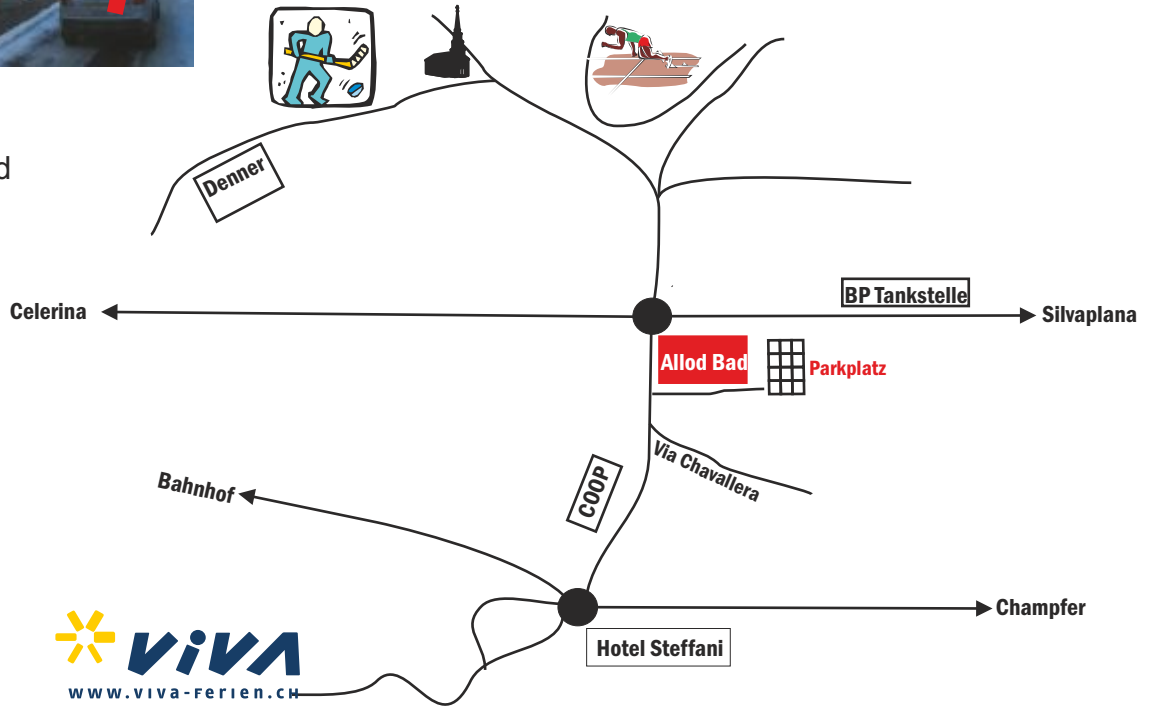 d
Denner
Celerina
BP Tankstelle
Silvaplana
Allod Bad
Parkplatz
Via Chavallera
COOP
Bahnhof
Champfer
Hotel Steffani
ViVA
www.viva-ferien.ch